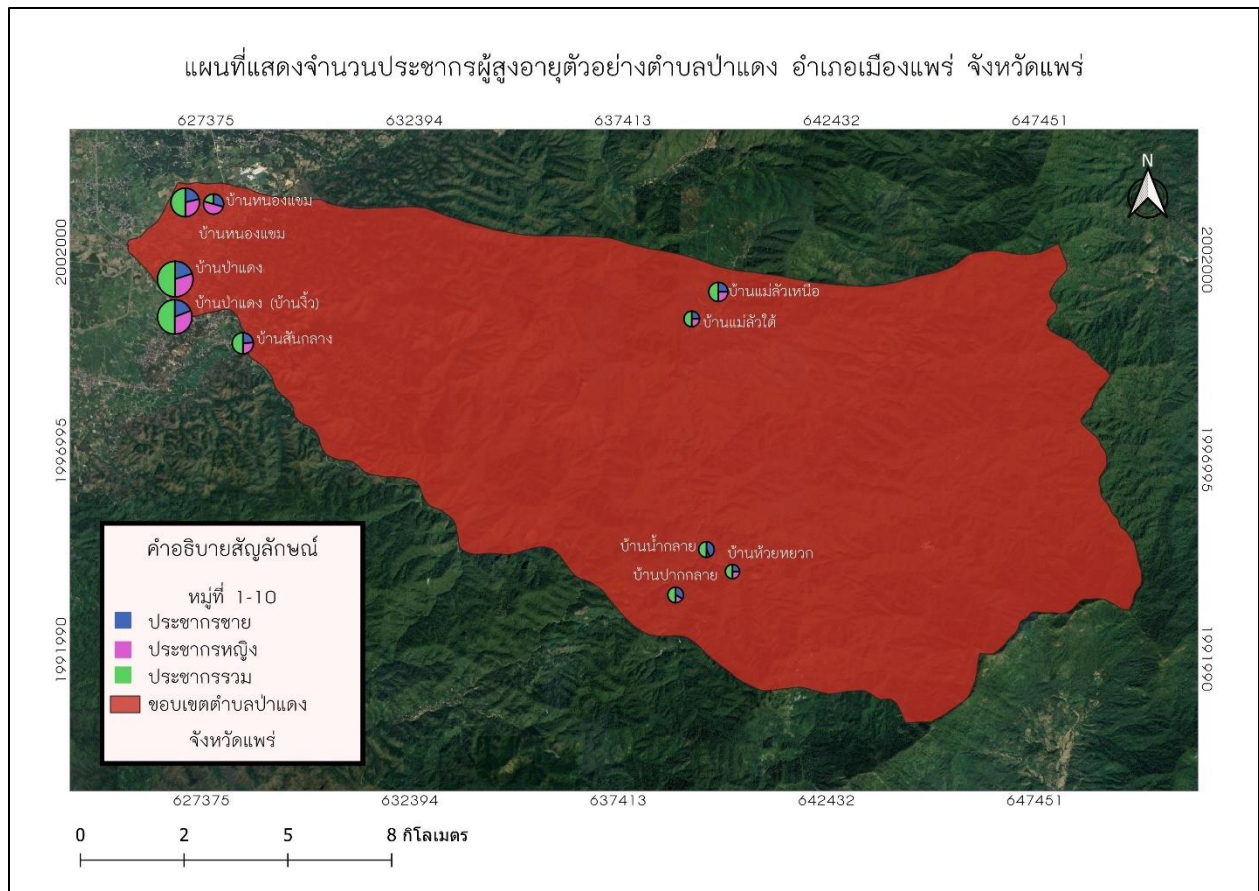 แผนที่แสดงจำนวนประชากรผู้สูงอายุตัวอย่างตำบลป่าแดง อำเภอเมืองแพร่ จังหวัดแพร่
627375 632394 637413 642432 647451
N
บ้านหนองแขม
บ้านหนองแขม
2002000
2002000
บ้านป่าแดง
บ้านแม่ลัวเหนือ
บ้านป่าแดง (บ้านงิ้ว)
บ้านแม่ลัวใต้
บ้านสันกลาง
1996995
1996995
บ้านน้ำกลาย
บ้านห้วยหยวก
บ้านปากกลาย
1991990
1991990
คำอธิบายสัญลักษณ์
หมู่ที่ 1-10
ประชากรชาย
ประชากรหญิง
ประชากรรวม
ขอบเขตตำบลป่าแดง
จังหวัดแพร่
627375 632394 637413 642432 647451
0 2 5 8 กิโลเมตร